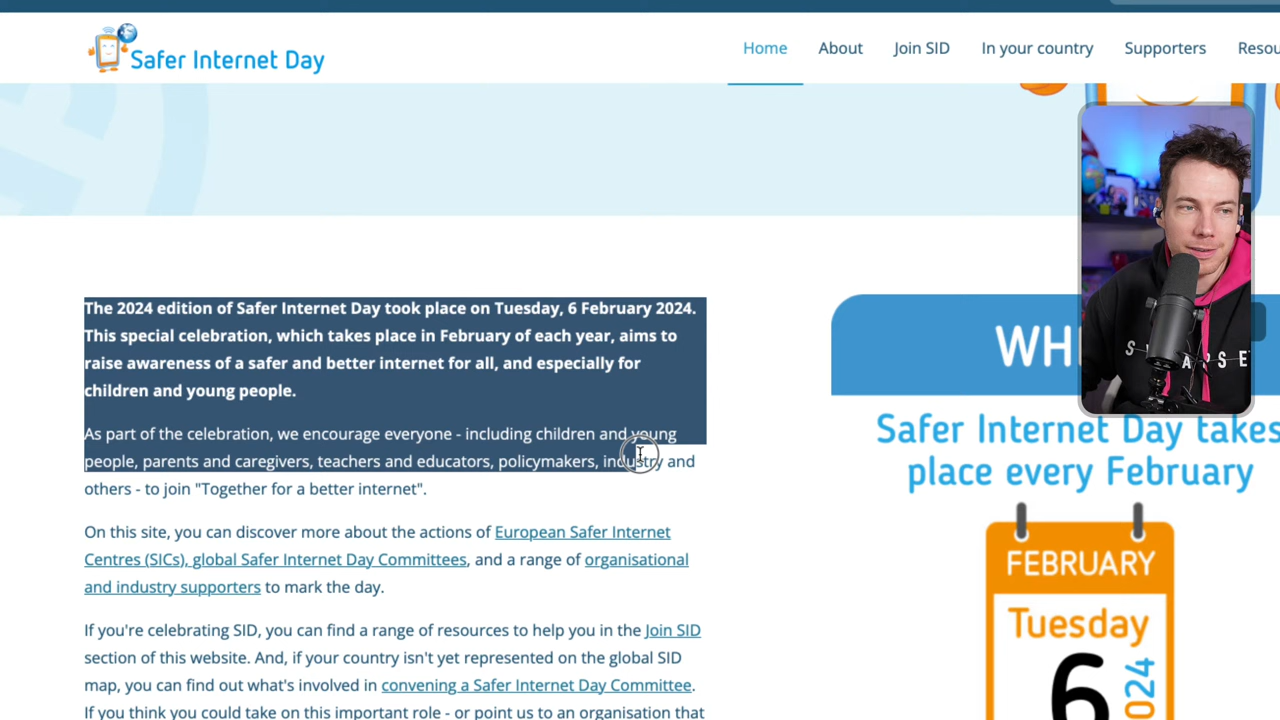 Safer Internet Day
Home About Join SID In your country Supporters
The 2024 edition of Safer Internet Day took place on Tuesday, 6 February 2024.
This special celebration, which takes place in February of each year, aims to
raise awareness of a safer and better internet for all, and especially for
children and young people.
As part of the celebration, we encourage everyone - including children and young
people, parents and caregivers, teachers and educators, policymakers, industry and
others - to join "Together for a better internet".
On this site, you can discover more about the actions of European Safer Internet
Centres (SICs), global Safer Internet Day Committees, and a range of organisational
and industry supporters to mark the day.
If you're celebrating SID, you can find a range of resources to help you in the Join SID
section of this website. And, if your country isn't yet represented on the global SID
map, you can find out what's involved in convening a Safer Internet Day Committee.
If you think you could take on this important role - or point us to an organisation that
Safer Internet Day takes
place every February
FEBRUARY
Tuesday
6